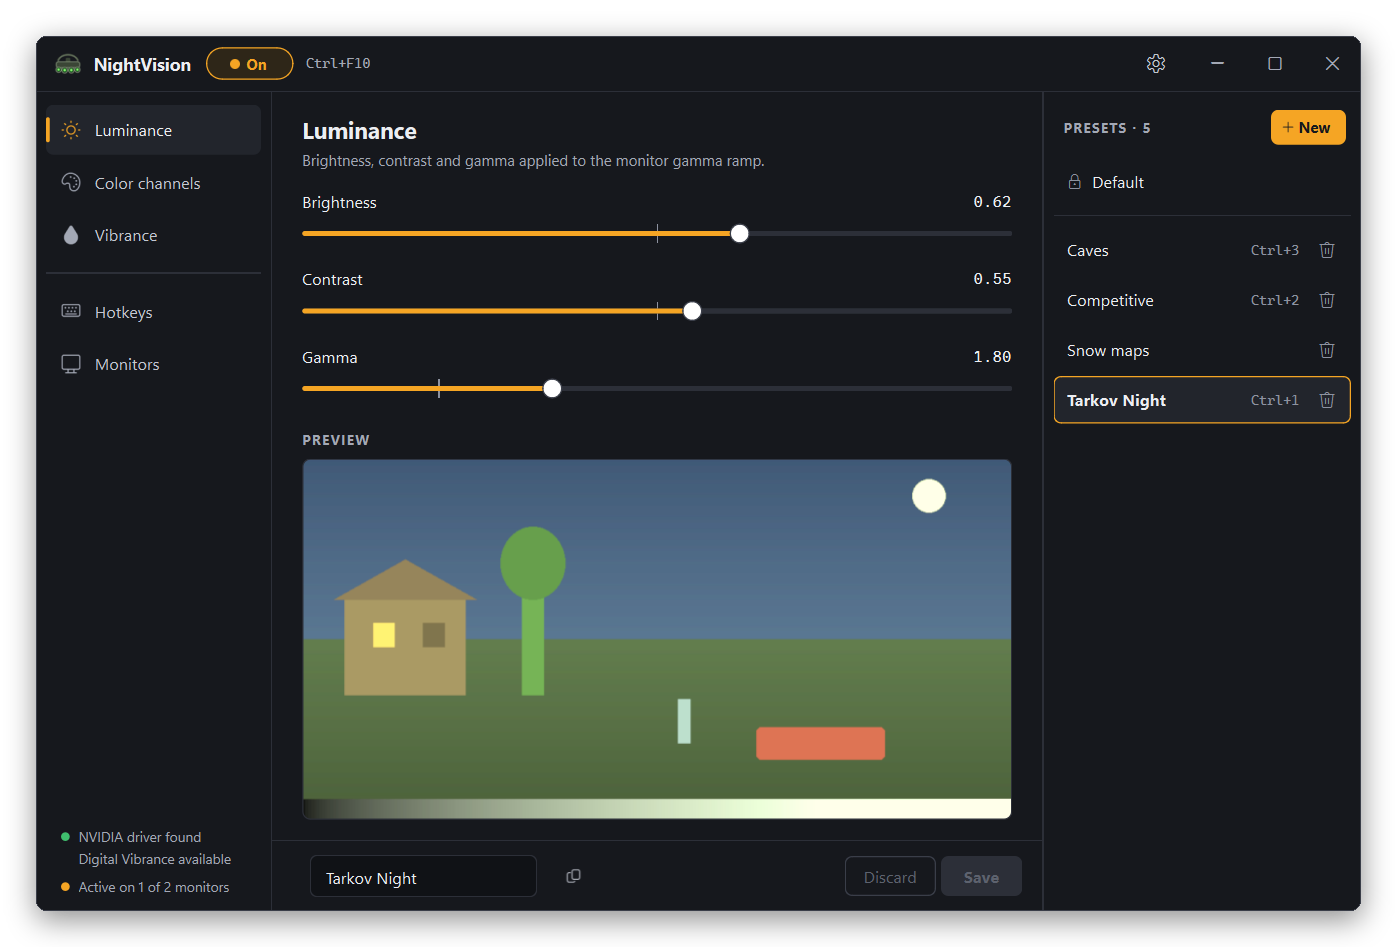 NightVision
On
Ctrl+F10
Luminance
Color channels
Vibrance
Hotkeys
Monitors
NVIDIA driver found
Digital Vibrance available
Active on 1 of 2 monitors
Luminance
Brightness, contrast and gamma applied to the monitor gamma ramp.
Brightness 0.62
Contrast 0.55
Gamma 1.80
PREVIEW
Tarkov Night
Discard
Save
PRESETS · 5
+ New
Default
Caves Ctrl+3
Competitive Ctrl+2
Snow maps
Tarkov Night Ctrl+1